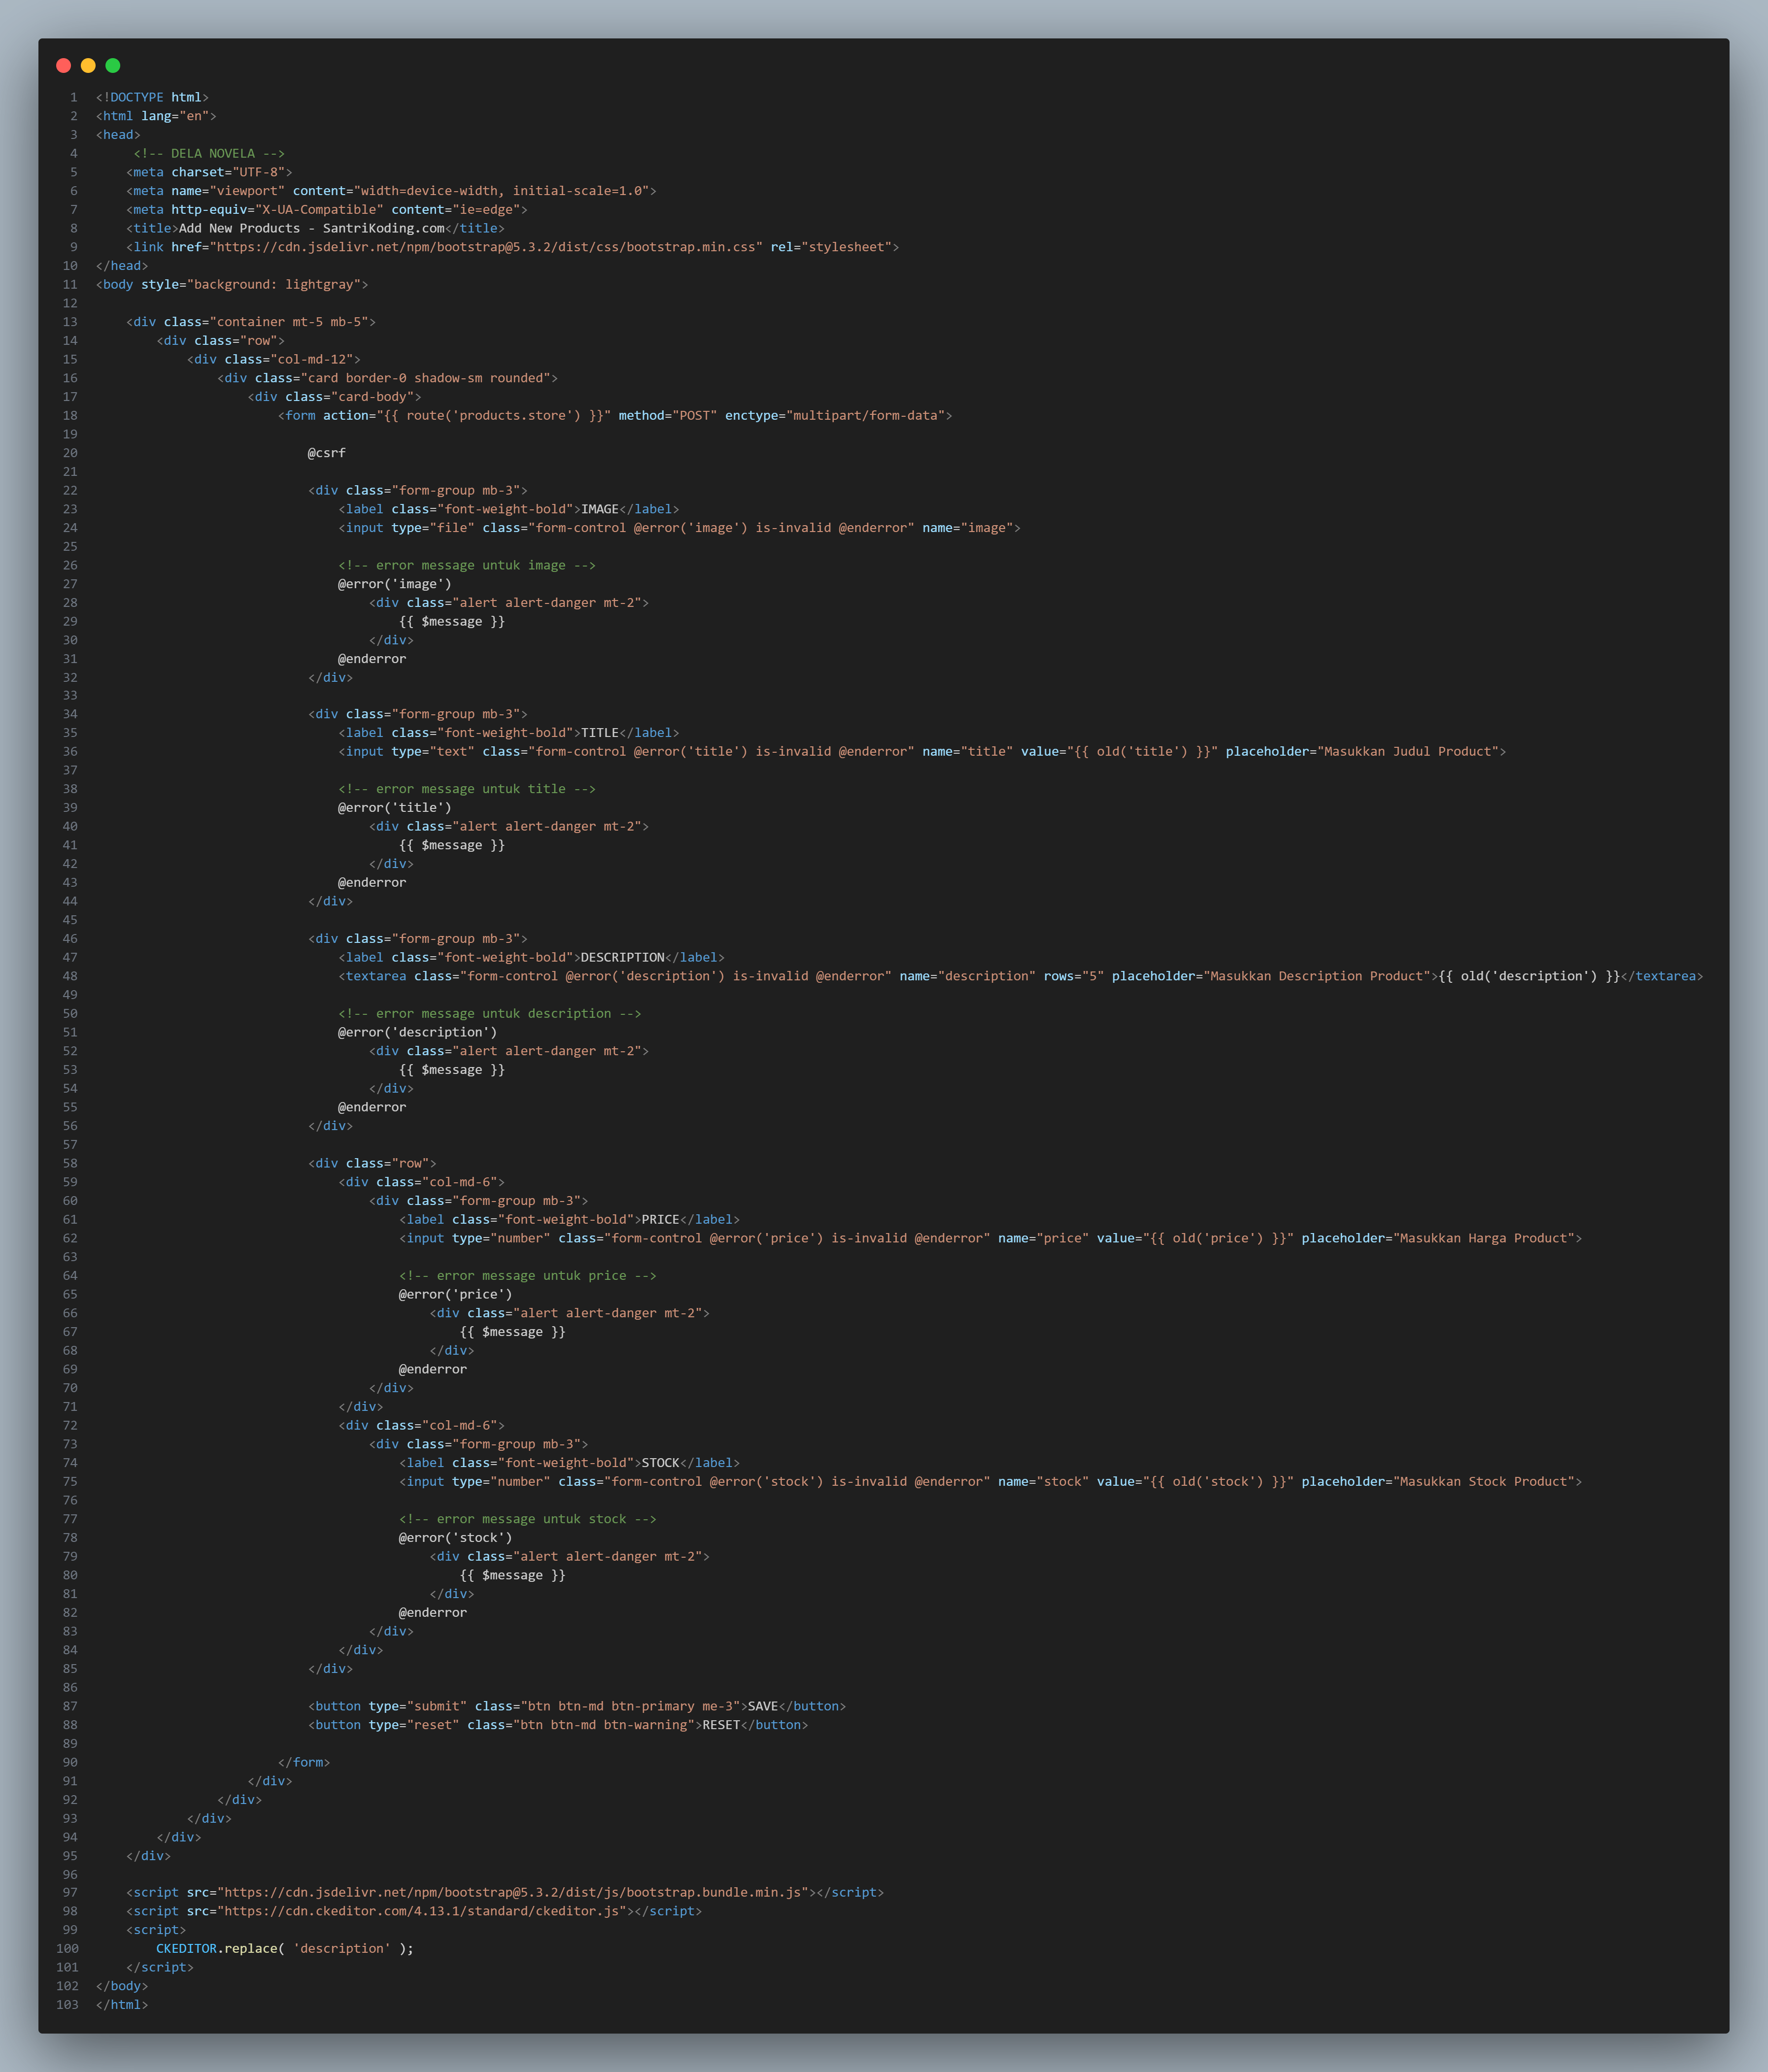 1 <!DOCTYPE html>
2 <html lang="en">
3 <head>
4      <!-- DELA NOVELA -->
5     <meta charset="UTF-8">
6     <meta name="viewport" content="width=device-width, initial-scale=1.0">
7     <meta http-equiv="X-UA-Compatible" content="ie=edge">
8     <title>Add New Products - SantriKoding.com</title>
9     <link href="https://cdn.jsdelivr.net/npm/bootstrap@5.3.2/dist/css/bootstrap.min.css" rel="stylesheet">
10 </head>
11 <body style="background: lightgray">
12
13     <div class="container mt-5 mb-5">
14         <div class="row">
15             <div class="col-md-12">
16                 <div class="card border-0 shadow-sm rounded">
17                     <div class="card-body">
18                         <form action="{{ route('products.store') }}" method="POST" enctype="multipart/form-data">
19
20                             @csrf
21
22                             <div class="form-group mb-3">
23                                 <label class="font-weight-bold">IMAGE</label>
24                                 <input type="file" class="form-control @error('image') is-invalid @enderror" name="image">
25
26                                 <!-- error message untuk image -->
27                                 @error('image')
28                                     <div class="alert alert-danger mt-2">
29                                         {{ $message }}
30                                     </div>
31                                 @enderror
32                             </div>
33
34                             <div class="form-group mb-3">
35                                 <label class="font-weight-bold">TITLE</label>
36                                 <input type="text" class="form-control @error('title') is-invalid @enderror" name="title" value="{{ old('title') }}" placeholder="Masukkan Judul Product">
37
38                                 <!-- error message untuk title -->
39                                 @error('title')
40                                     <div class="alert alert-danger mt-2">
41                                         {{ $message }}
42                                     </div>
43                                 @enderror
44                             </div>
45
46                             <div class="form-group mb-3">
47                                 <label class="font-weight-bold">DESCRIPTION</label>
48                                 <textarea class="form-control @error('description') is-invalid @enderror" name="description" rows="5" placeholder="Masukkan Description Product">{{ old('description') }}</textarea>
49
50                                 <!-- error message untuk description -->
51                                 @error('description')
52                                     <div class="alert alert-danger mt-2">
53                                         {{ $message }}
54                                     </div>
55                                 @enderror
56                             </div>
57
58                             <div class="row">
59                                 <div class="col-md-6">
60                                     <div class="form-group mb-3">
61                                         <label class="font-weight-bold">PRICE</label>
62                                         <input type="number" class="form-control @error('price') is-invalid @enderror" name="price" value="{{ old('price') }}" placeholder="Masukkan Harga Product">
63
64                                         <!-- error message untuk price -->
65                                         @error('price')
66                                             <div class="alert alert-danger mt-2">
67                                                 {{ $message }}
68                                             </div>
69                                         @enderror
70                                     </div>
71                                 </div>
72                                 <div class="col-md-6">
73                                     <div class="form-group mb-3">
74                                         <label class="font-weight-bold">STOCK</label>
75                                         <input type="number" class="form-control @error('stock') is-invalid @enderror" name="stock" value="{{ old('stock') }}" placeholder="Masukkan Stock Product">
76
77                                         <!-- error message untuk stock -->
78                                         @error('stock')
79                                             <div class="alert alert-danger mt-2">
80                                                 {{ $message }}
81                                             </div>
82                                         @enderror
83                                     </div>
84                                 </div>
85                             </div>
86
87                             <button type="submit" class="btn btn-md btn-primary me-3">SAVE</button>
88                             <button type="reset" class="btn btn-md btn-warning">RESET</button>
89
90                         </form>
91                     </div>
92                 </div>
93             </div>
94         </div>
95     </div>
96
97     <script src="https://cdn.jsdelivr.net/npm/bootstrap@5.3.2/dist/js/bootstrap.bundle.min.js"></script>
98     <script src="https://cdn.ckeditor.com/4.13.1/standard/ckeditor.js"></script>
99     <script>
100         CKEDITOR.replace( 'description' );
101     </script>
102 </body>
103 </html>